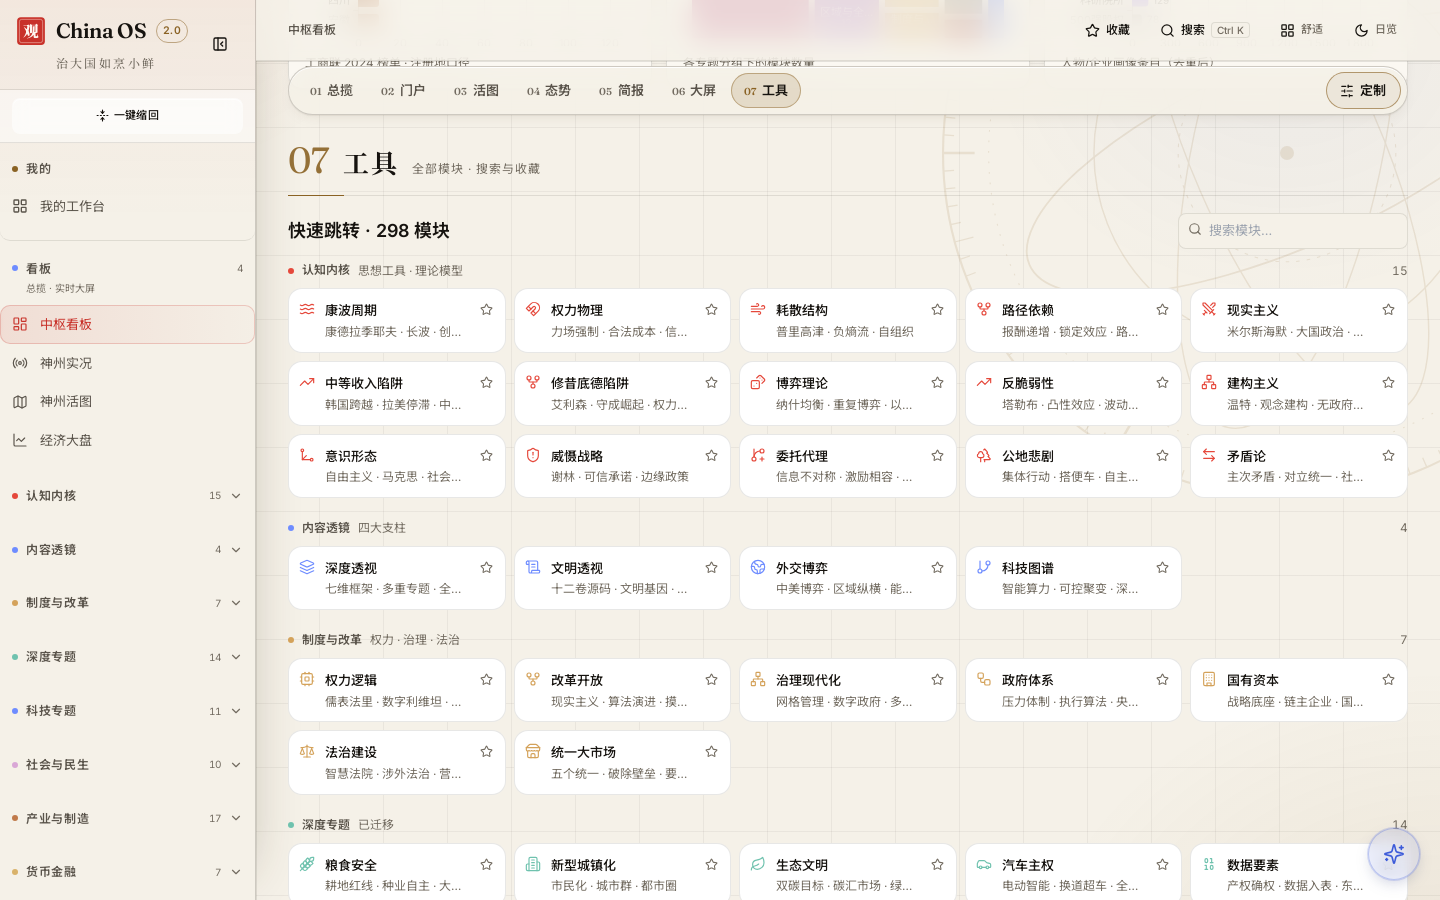 观 China OS 2.0
治大国如烹小鲜
一键缩回
我的
我的工作台
看板 4
总揽 · 实时大屏
中枢看板
神州实况
神州活图
经济大盘
认知内核 15
内容透镜 4
制度与改革 7
深度专题 14
科技专题 11
社会与民生 10
产业与制造 17
货币金融 7
中枢看板
收藏
搜索 Ctrl K
舒适
日览
01 总揽
02 门户
03 活图
04 态势
05 简报
06 大屏
07 工具
定制
07 工具 全部模块 · 搜索与收藏
快速跳转 · 298 模块
搜索模块...
认知内核 思想工具 · 理论模型 15
康波周期
康德拉季耶夫 · 长波 · 创...
权力物理
力场强制 · 合法成本 · 信...
耗散结构
普里高津 · 负熵流 · 自组织
路径依赖
报酬递增 · 锁定效应 · 路...
现实主义
米尔斯海默 · 大国政治 · ...
中等收入陷阱
韩国跨越 · 拉美停滞 · 中...
修昔底德陷阱
艾利森 · 守成崛起 · 权力...
博弈理论
纳什均衡 · 重复博弈 · 以...
反脆弱性
塔勒布 · 凸性效应 · 波动...
建构主义
温特 · 观念建构 · 无政府...
意识形态
自由主义 · 马克思 · 社会...
威慑战略
谢林 · 可信承诺 · 边缘政策
委托代理
信息不对称 · 激励相容 · ...
公地悲剧
集体行动 · 搭便车 · 自主...
矛盾论
主次矛盾 · 对立统一 · 社...
内容透镜 四大支柱 4
深度透视
七维框架 · 多重专题 · 全...
文明透视
十二卷源码 · 文明基因 · ...
外交博弈
中美博弈 · 区域纵横 · 能...
科技图谱
智能算力 · 可控聚变 · 深...
制度与改革 权力 · 治理 · 法治 7
权力逻辑
儒表法里 · 数字利维坦 · ...
改革开放
现实主义 · 算法演进 · 摸...
治理现代化
网格管理 · 数字政府 · 多...
政府体系
压力体制 · 执行算法 · 央...
国有资本
战略底座 · 链主企业 · 国...
法治建设
智慧法院 · 涉外法治 · 营...
统一大市场
五个统一 · 破除壁垒 · 要...
深度专题 已迁移 14
粮食安全
耕地红线 · 种业自主 · 大...
新型城镇化
市民化 · 城市群 · 都市圈
生态文明
双碳目标 · 碳汇市场 · 绿...
汽车主权
电动智能 · 换道超车 · 全...
数据要素
产权确权 · 数据入表 · 东...